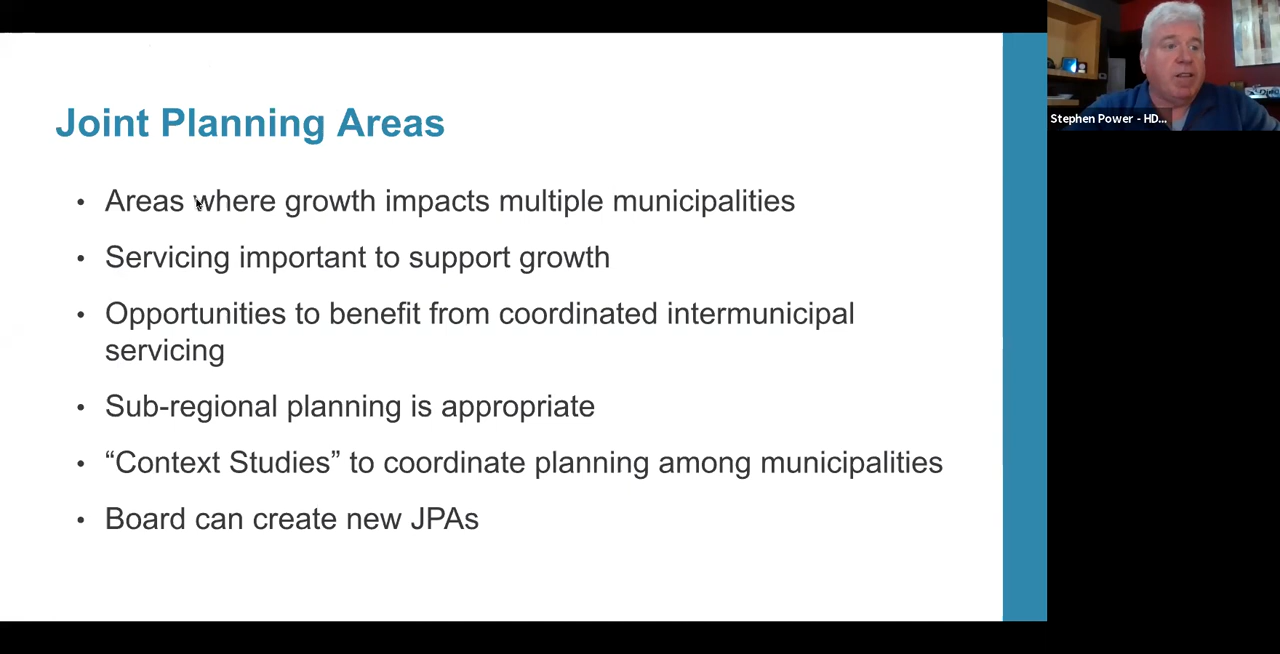 Joint Planning Areas
• Areas where growth impacts multiple municipalities
• Servicing important to support growth
• Opportunities to benefit from coordinated intermunicipal
servicing
• Sub-regional planning is appropriate
• “Context Studies” to coordinate planning among municipalities
• Board can create new JPAs
Stephen Power - HD...